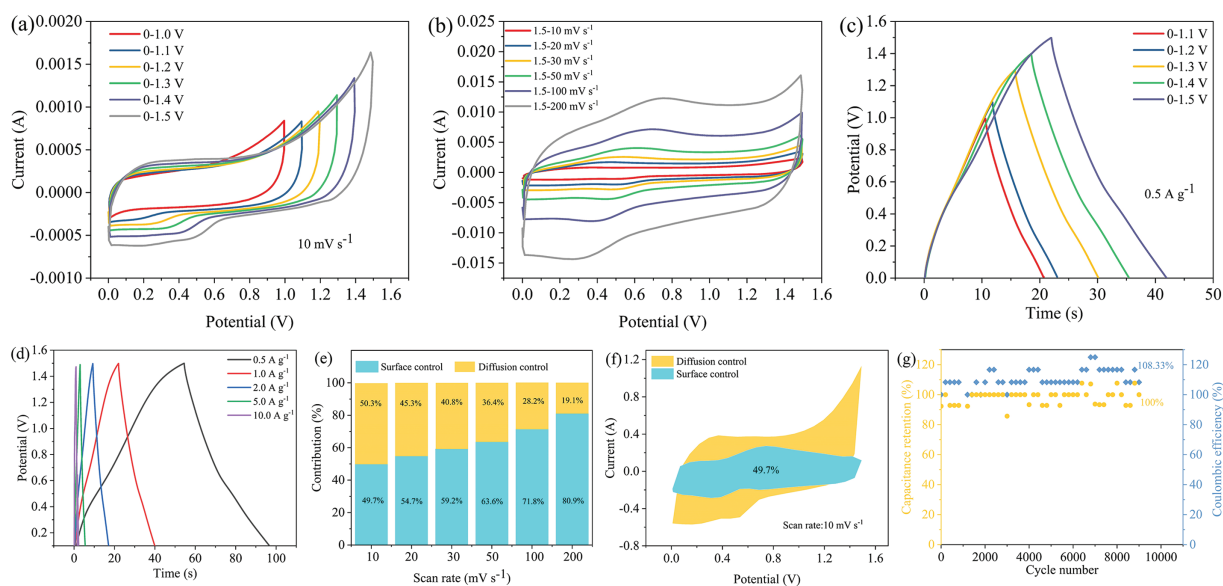 (a)
0.0020
0.0015
0.0010
0.0005
0.0000
-0.0005
-0.0010
Current (A)
0-1.0 V
0-1.1 V
0-1.2 V
0-1.3 V
0-1.4 V
0-1.5 V
10 mV s⁻¹
0.0 0.2 0.4 0.6 0.8 1.0 1.2 1.4 1.6
Potential (V)
(b)
0.025
0.020
0.015
0.010
0.005
0.000
-0.005
-0.010
-0.015
Current (A)
1.5-10 mV s⁻¹
1.5-20 mV s⁻¹
1.5-30 mV s⁻¹
1.5-50 mV s⁻¹
1.5-100 mV s⁻¹
1.5-200 mV s⁻¹
0.0 0.2 0.4 0.6 0.8 1.0 1.2 1.4 1.6
Potential (V)
(c)
1.6
1.4
1.2
1.0
0.8
0.6
0.4
0.2
0.0
Potential (V)
0-1.1 V
0-1.2 V
0-1.3 V
0-1.4 V
0-1.5 V
0.5 A g⁻¹
0 10 20 30 40 50
Time (s)
(d)
1.6
1.4
1.2
1.0
0.8
0.6
0.4
0.2
Potential (V)
0.5 A g⁻¹
1.0 A g⁻¹
2.0 A g⁻¹
5.0 A g⁻¹
10.0 A g⁻¹
0 20 40 60 80 100
Time (s)
(e)
Surface control Diffusion control
100
80
60
40
20
0
Contribution (%)
50.3% 45.3% 40.8% 36.4% 28.2% 19.1%
49.7% 54.7% 59.2% 63.6% 71.8% 80.9%
10 20 30 50 100 200
Scan rate (mV s⁻¹)
(f)
1.2
0.8
0.4
0.0
-0.4
-0.8
Current (A)
Diffusion control
Surface control
49.7%
Scan rate:10 mV s⁻¹
0.0 0.4 0.8 1.2 1.6
Potential (V)
(g)
120
100
80
60
40
20
0
Capacitance retention (%)
108.33%
100%
120
100
80
60
40
20
0
Coulombic efficiency (%)
0 2000 4000 6000 8000 10000
Cycle number